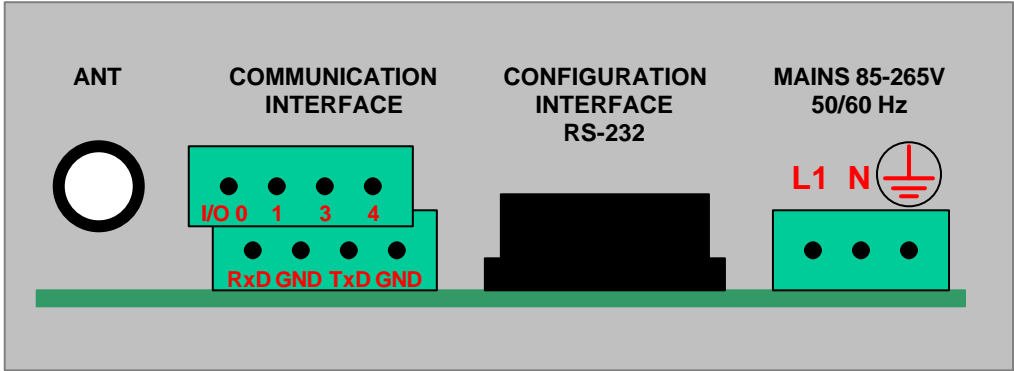 ANT
COMMUNICATION
INTERFACE
CONFIGURATION
INTERFACE
RS-232
MAINS 85-265V
50/60 Hz
I/O 0 1 3 4
RxD GND TxD GND
L1 N